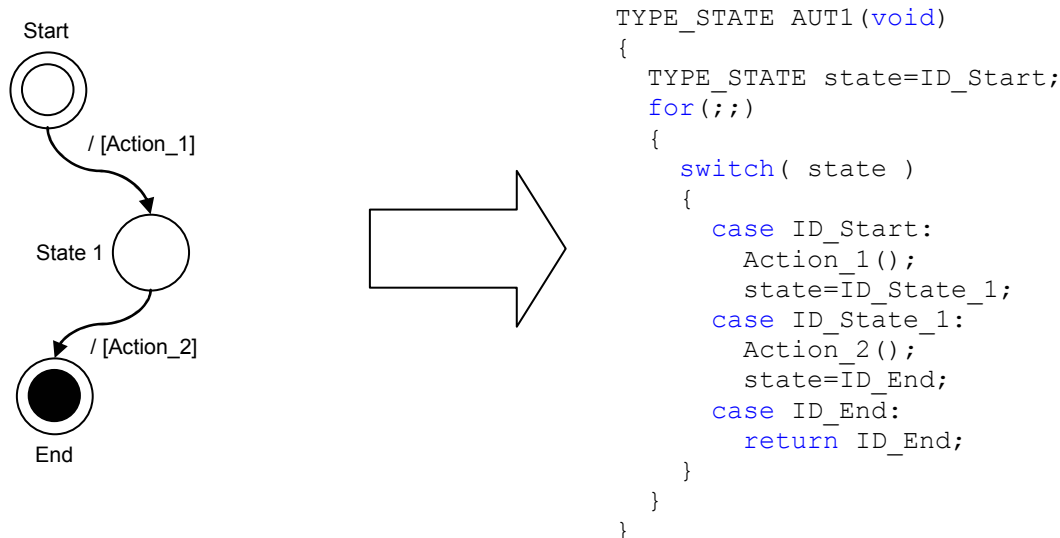 Start
/ [Action_1]
State 1
/ [Action_2]
End
TYPE_STATE AUT1(void)
{
  TYPE_STATE state=ID_Start;
  for(;;)
  {
    switch( state )
    {
      case ID_Start:
        Action_1();
        state=ID_State_1;
      case ID_State_1:
        Action_2();
        state=ID_End;
      case ID_End:
        return ID_End;
    }
  }
}